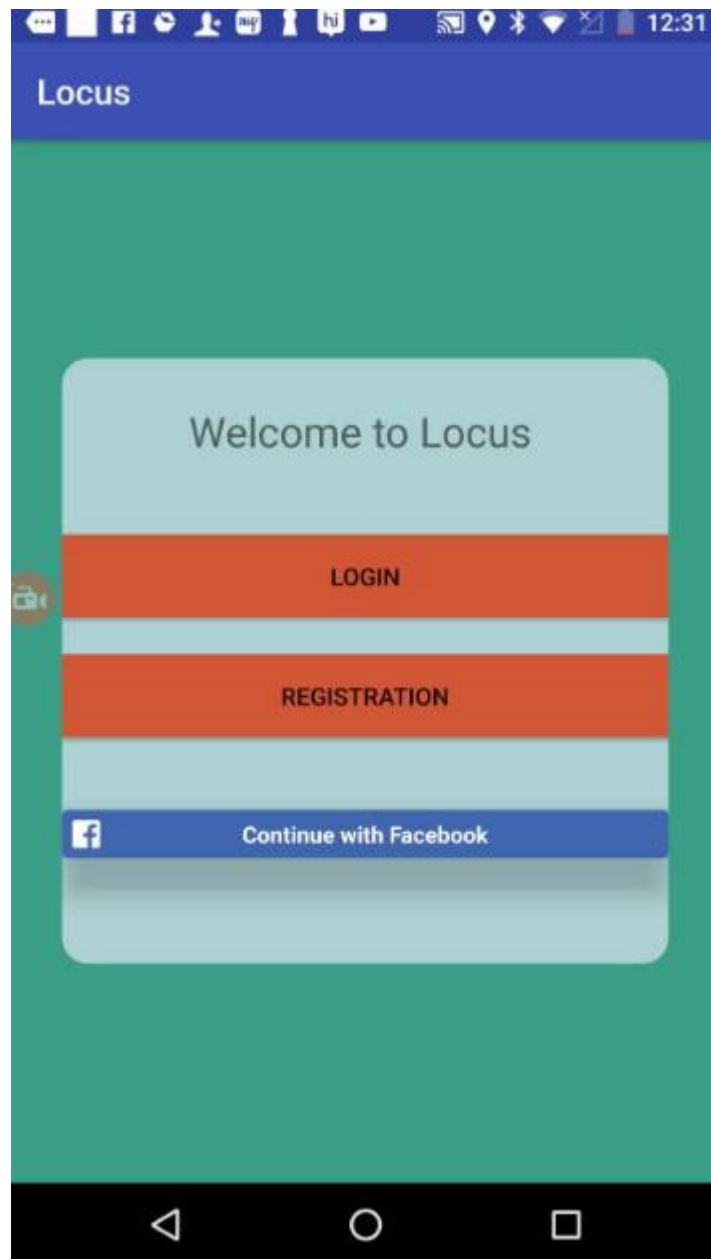 12:31
Locus
Welcome to Locus
LOGIN
REGISTRATION
Continue with Facebook